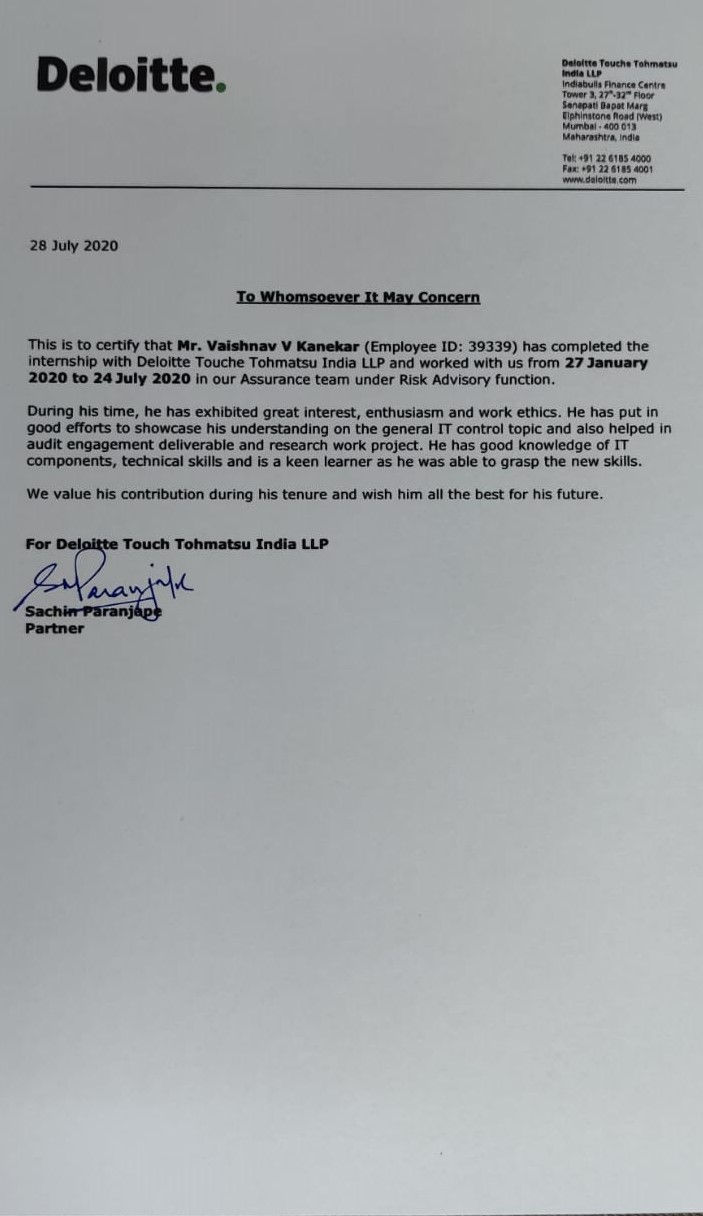 Deloitte.
Deloitte Touche Tohmatsu
India LLP
Indiabulls Finance Centre
Tower 3, 27th-32nd Floor
Senapati Bapat Marg
Elphinstone Road (West)
Mumbai - 400 013
Maharashtra, India
Tel: +91 22 6185 4000
Fax: +91 22 6185 4001
www.deloitte.com
28 July 2020
To Whomsoever It May Concern
This is to certify that Mr. Vaishnav V Kanekar (Employee ID: 39339) has completed the
internship with Deloitte Touche Tohmatsu India LLP and worked with us from 27 January
2020 to 24 July 2020 in our Assurance team under Risk Advisory function.
During his time, he has exhibited great interest, enthusiasm and work ethics. He has put in
good efforts to showcase his understanding on the general IT control topic and also helped in
audit engagement deliverable and research work project. He has good knowledge of IT
components, technical skills and is a keen learner as he was able to grasp the new skills.
We value his contribution during his tenure and wish him all the best for his future.
For Deloitte Touch Tohmatsu India LLP
SParanjape
Sachin Paranjape
Partner